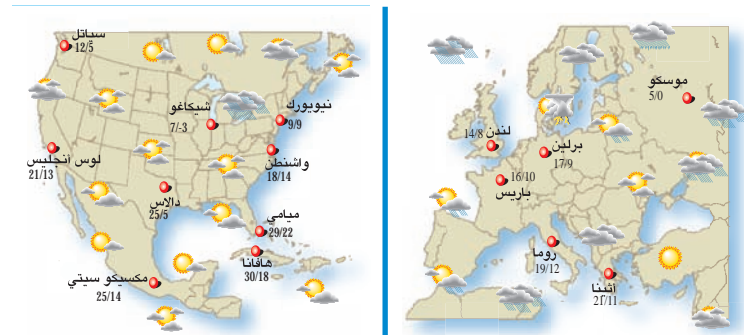 سياتل
12/5
شيكاغو
7/-3
نيويورك
9/9
لوس انجليس
21/13
واشنطن
18/14
دالاس
25/5
ميامي
29/22
هافانا
30/18
مكسيكو سيتي
25/14
موسكو
5/0
لندن 14/8
برلين
17/9
16/10
باريس
روما
19/12
أثينا
21/11